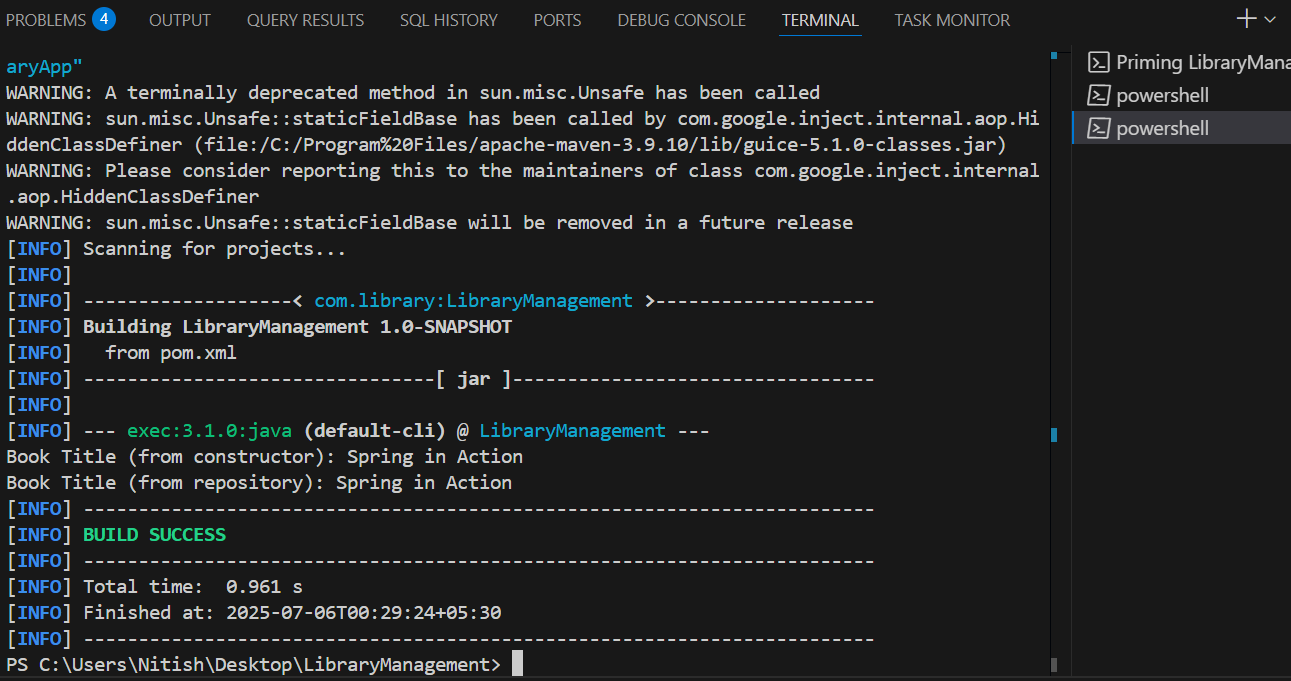 PROBLEMS 4 OUTPUT QUERY RESULTS SQL HISTORY PORTS DEBUG CONSOLE TERMINAL TASK MONITOR
aryApp"
WARNING: A terminally deprecated method in sun.misc.Unsafe has been called
WARNING: sun.misc.Unsafe::staticFieldBase has been called by com.google.inject.internal.aop.Hi
ddenClassDefiner (file:/C:/Program%20Files/apache-maven-3.9.10/lib/guice-5.1.0-classes.jar)
WARNING: Please consider reporting this to the maintainers of class com.google.inject.internal
.aop.HiddenClassDefiner
WARNING: sun.misc.Unsafe::staticFieldBase will be removed in a future release
[INFO] Scanning for projects...
[INFO]
[INFO] -------------------< com.library:LibraryManagement >--------------------
[INFO] Building LibraryManagement 1.0-SNAPSHOT
[INFO]   from pom.xml
[INFO] --------------------------------[ jar ]---------------------------------
[INFO]
[INFO] --- exec:3.1.0:java (default-cli) @ LibraryManagement ---
Book Title (from constructor): Spring in Action
Book Title (from repository): Spring in Action
[INFO] ------------------------------------------------------------------------
[INFO] BUILD SUCCESS
[INFO] ------------------------------------------------------------------------
[INFO] Total time:  0.961 s
[INFO] Finished at: 2025-07-06T00:29:24+05:30
[INFO] ------------------------------------------------------------------------
PS C:\Users\Nitish\Desktop\LibraryManagement>
Priming LibraryMana
powershell
powershell